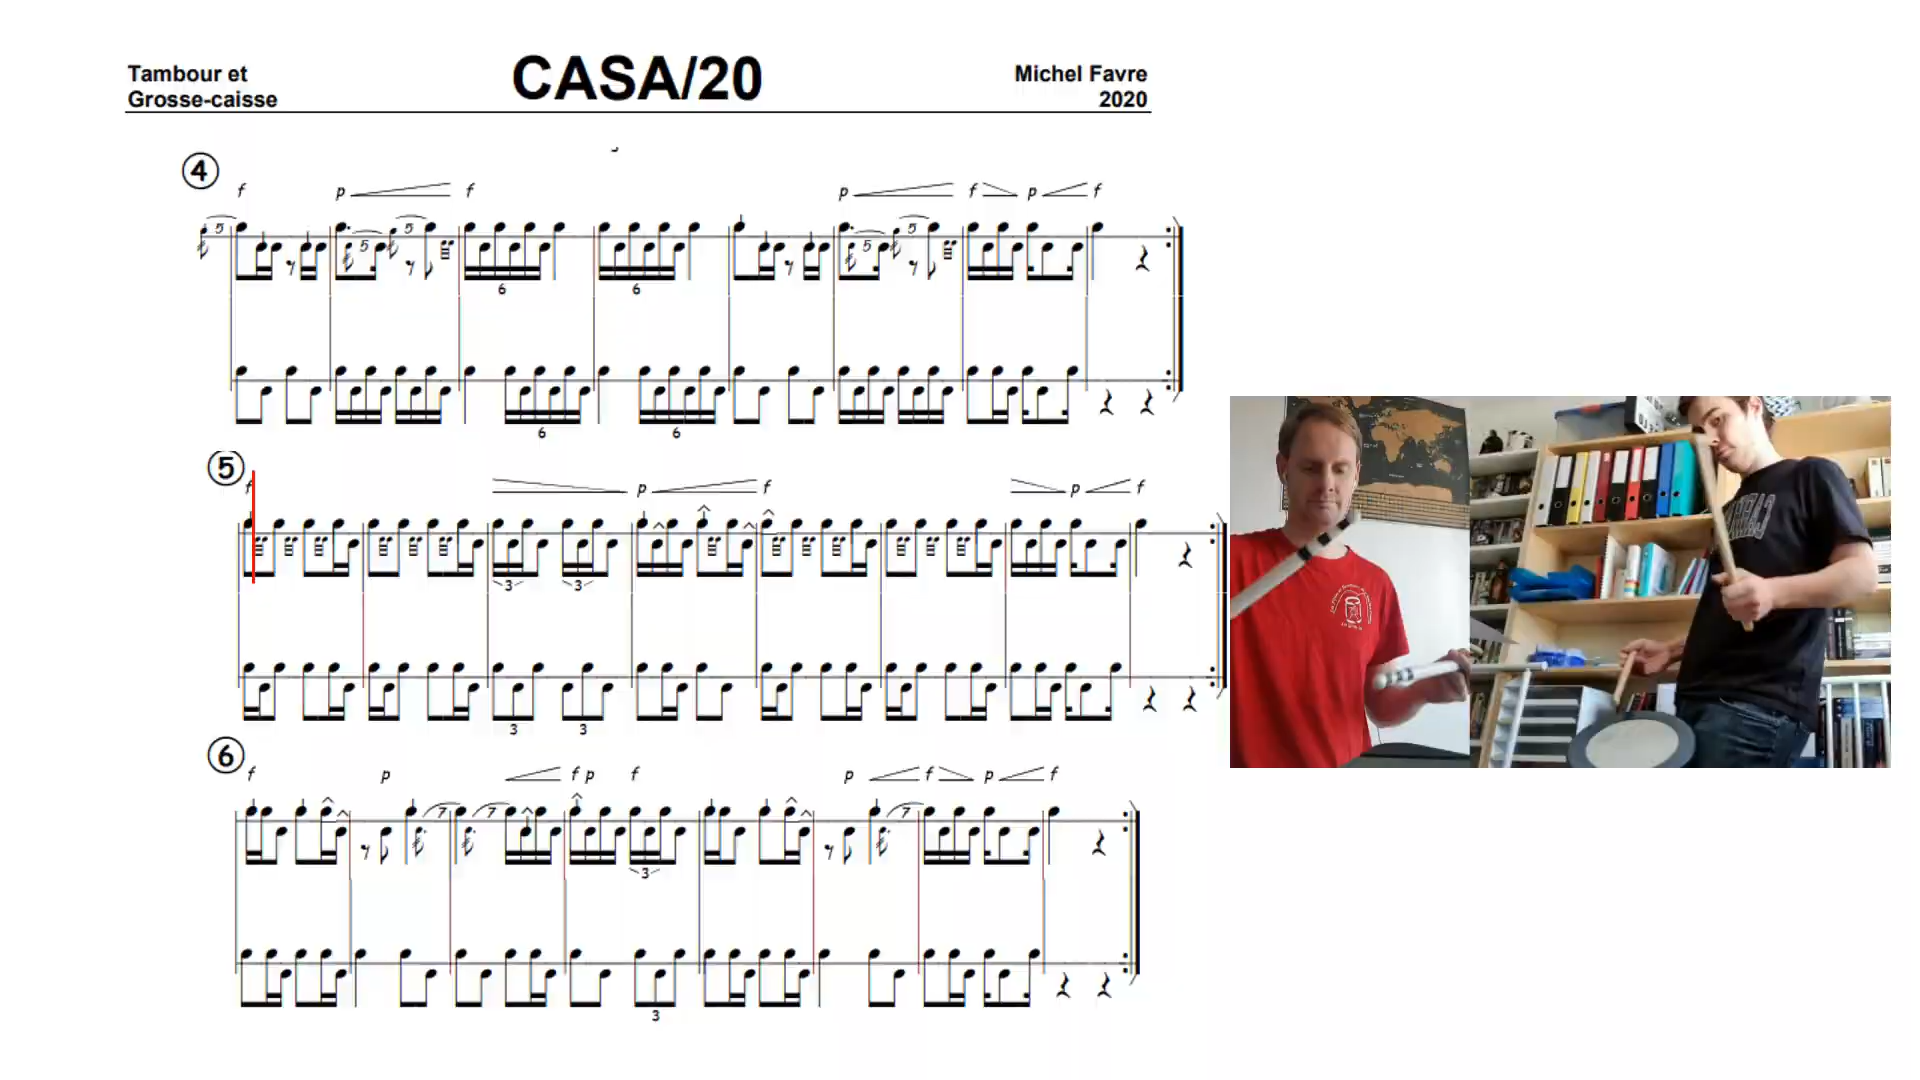 Tambour et
Grosse-caisse
CASA/20
Michel Favre
2020
4
f p f p f p f
5 5 5 5 5
6 6
6 6
5
f p f p f
3 3
3 3
6
f p f p f p f p f
7 7 7
3
3